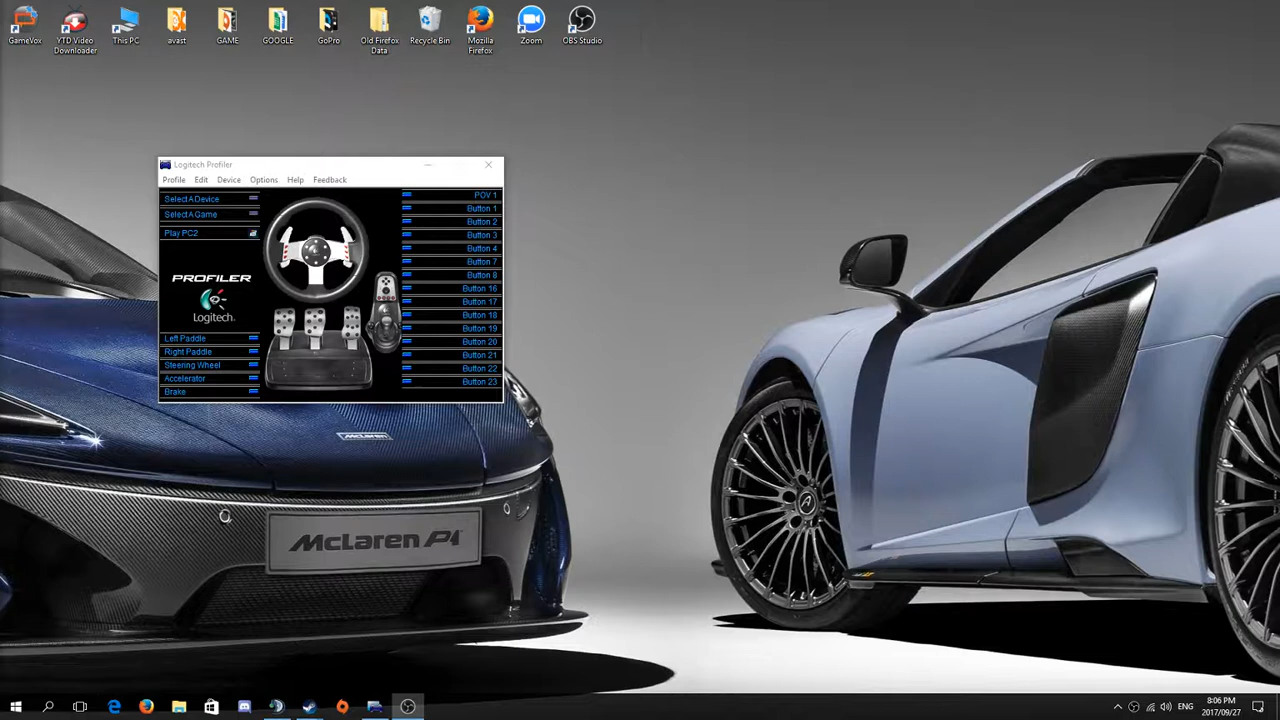 GameVox
YTD Video
Downloader
This PC
avast
GAME
GOOGLE
GoPro
Old Firefox
Data
Recycle Bin
Mozilla
Firefox
Zoom
OBS Studio
Logitech Profiler
Profile Edit Device Options Help Feedback
Select A Device
Select A Game
Play PC2
PROFILER
Logitech
Left Paddle
Right Paddle
Steering Wheel
Accelerator
Brake
POV 1
Button 1
Button 2
Button 3
Button 4
Button 7
Button 8
Button 16
Button 17
Button 18
Button 19
Button 20
Button 21
Button 22
Button 23
McLaren
McLaren P1
ENG
8:06 PM
2017/09/27